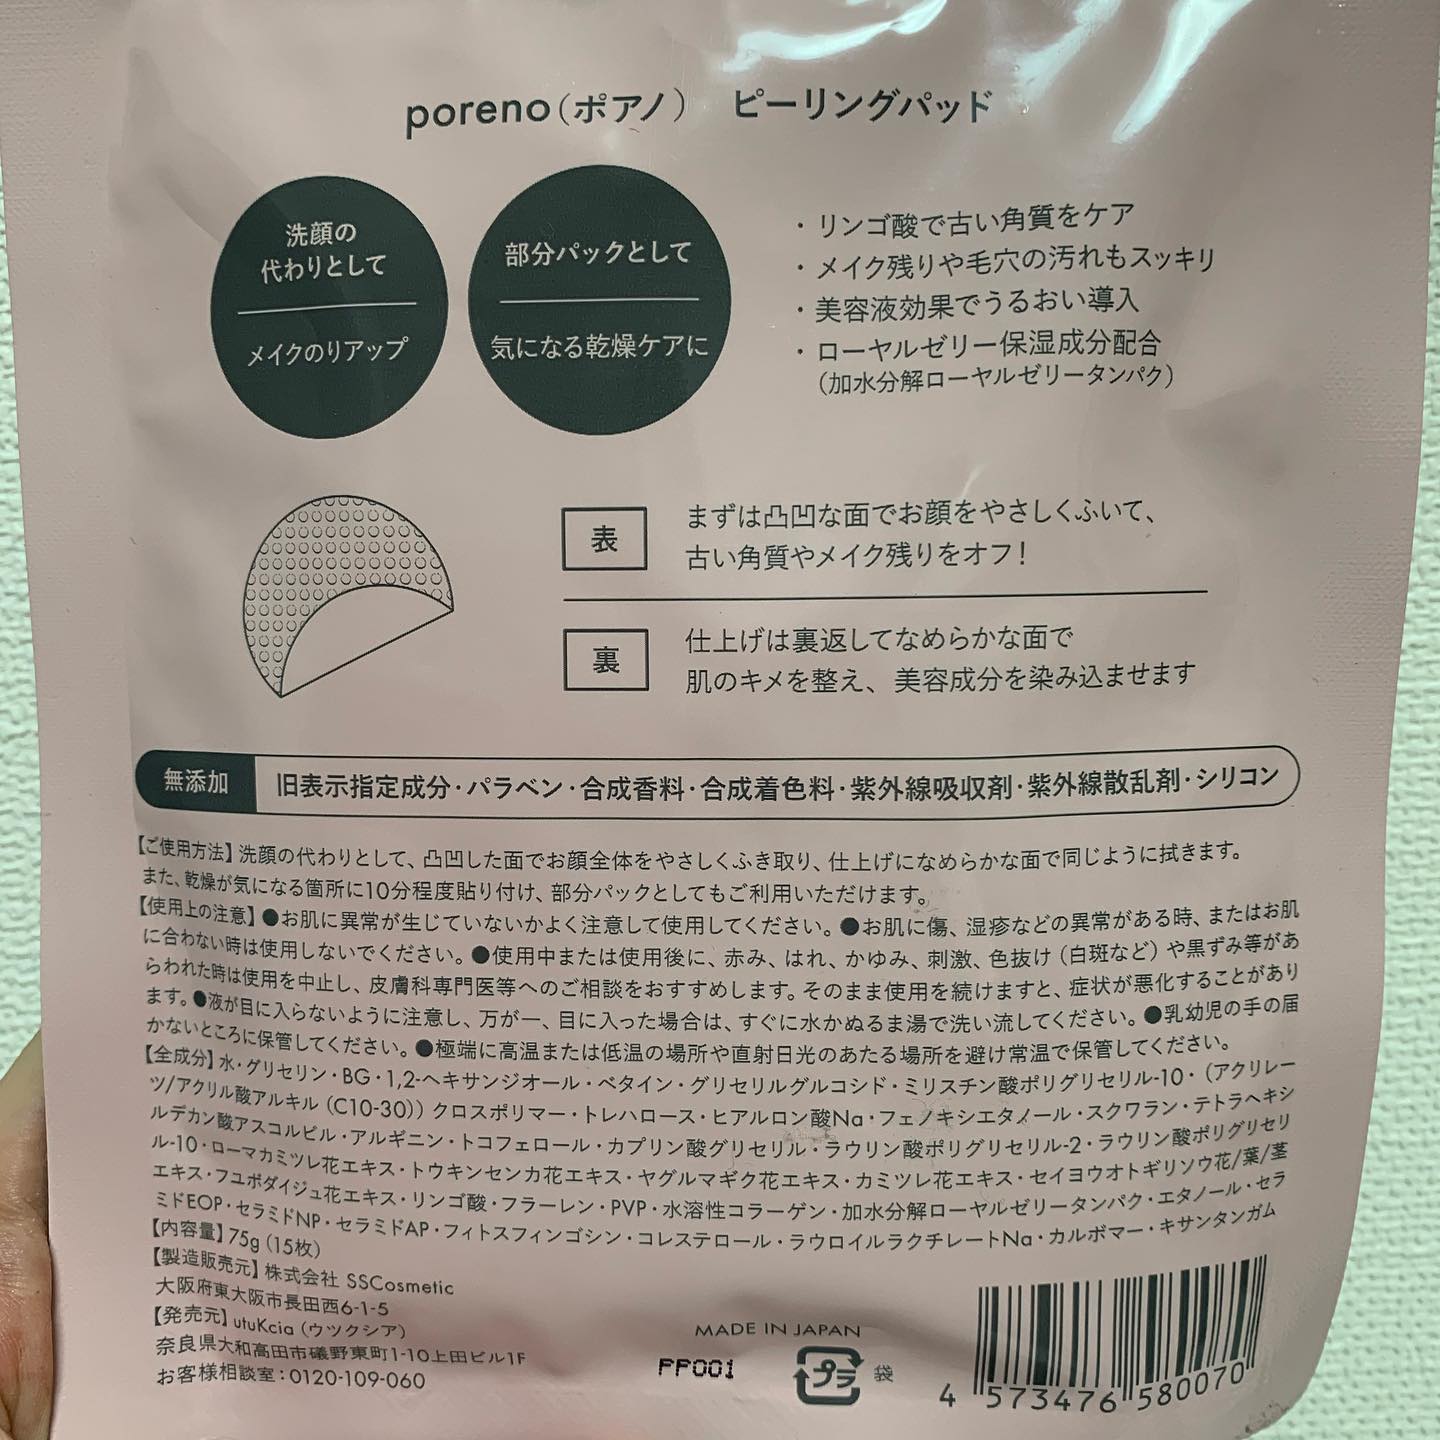 poreno（ポアノ） ピーリングパッド
洗顔の
代わりとして
メイクのりアップ
部分パックとして
気になる乾燥ケアに
・リンゴ酸で古い角質をケア
・メイク残りや毛穴の汚れもスッキリ
・美容液効果でうるおい導入
・ローヤルゼリー保湿成分配合
（加水分解ローヤルゼリータンパク）
表
まずは凸凹な面でお顔をやさしくふいて、
古い角質やメイク残りをオフ！
裏
仕上げは裏返してなめらかな面で
肌のキメを整え、美容成分を染み込ませます
無添加 旧表示指定成分・パラベン・合成香料・合成着色料・紫外線吸収剤・紫外線散乱剤・シリコン
【ご使用方法】洗顔の代わりとして、凸凹した面でお顔全体をやさしくふき取り、仕上げになめらかな面で同じように拭きます。
また、乾燥が気になる箇所に10分程度貼り付け、部分パックとしてもご利用いただけます。
【使用上の注意】●お肌に異常が生じていないかよく注意して使用してください。●お肌に傷、湿疹などの異常がある時、またはお肌
に合わない時は使用しないでください。●使用中または使用後に、赤み、はれ、かゆみ、刺激、色抜け（白斑など）や黒ずみ等があ
らわれた時は使用を中止し、皮膚科専門医等へのご相談をおすすめします。そのまま使用を続けますと、症状が悪化することがあり
ます。●液が目に入らないように注意し、万が一、目に入った場合は、すぐに水かぬるま湯で洗い流してください。●乳幼児の手の届
かないところに保管してください。●極端に高温または低温の場所や直射日光のあたる場所を避け常温で保管してください。
【全成分】水・グリセリン・BG・1,2-ヘキサンジオール・ベタイン・グリセリルグルコシド・ミリスチン酸ポリグリセリル-10・（アクリレー
ツ/アクリル酸アルキル（C10-30））クロスポリマー・トレハロース・ヒアルロン酸Na・フェノキシエタノール・スクワラン・テトラヘキシ
ルデカン酸アスコルビル・アルギニン・トコフェロール・カプリン酸グリセリル・ラウリン酸ポリグリセリル-2・ラウリン酸ポリグリセリ
ル-10・ローマカミツレ花エキス・トウキンセンカ花エキス・ヤグルマギク花エキス・カミツレ花エキス・セイヨウオトギリソウ花/葉/茎
エキス・フユボダイジュ花エキス・リンゴ酸・フラーレン・PVP・水溶性コラーゲン・加水分解ローヤルゼリータンパク・エタノール・セラ
ミドEOP・セラミドNP・セラミドAP・フィトスフィンゴシン・コレステロール・ラウロイルラクチレートNa・カルボマー・キサンタンガム
【内容量】75g（15枚）
【製造販売元】株式会社 SSCosmetic
大阪府東大阪市長田西6-1-5
【発売元】utuKcia（ウツクシア）
奈良県大和高田市礒野東町1-10上田ビル1F
お客様相談室：0120-109-060
MADE IN JAPAN
PP001
プラ 袋
4 573476 580070